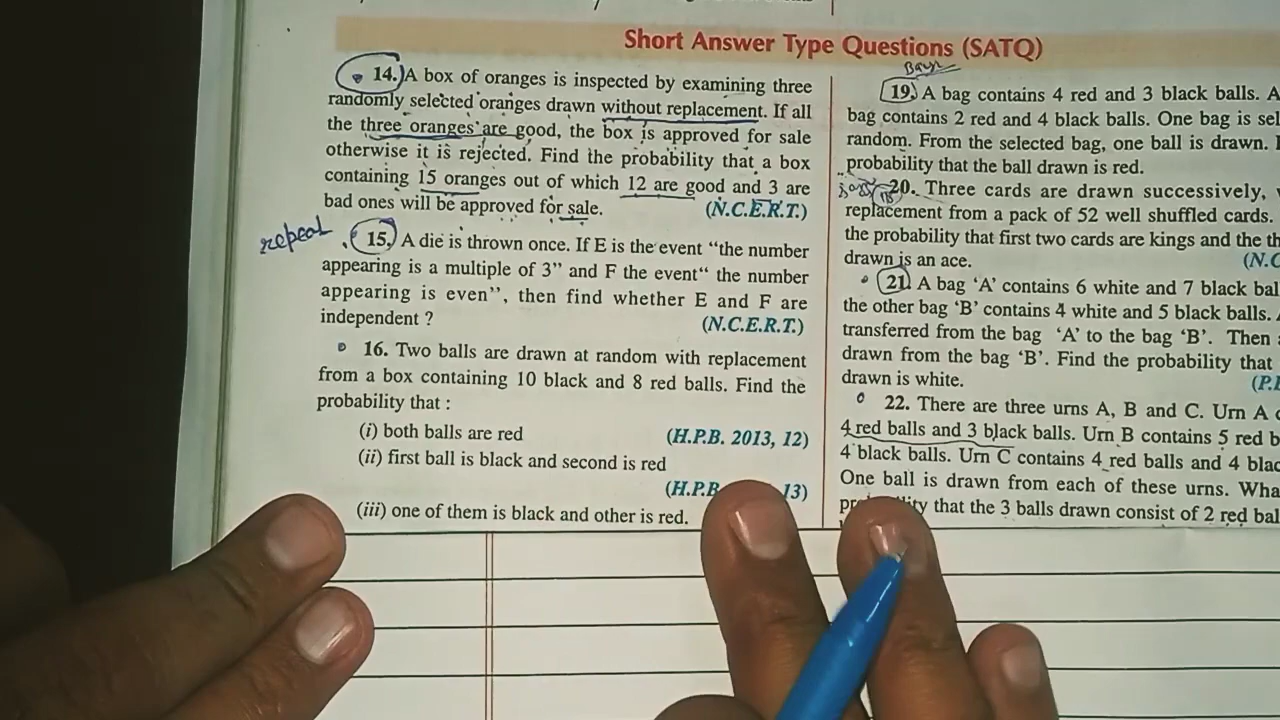 Short Answer Type Questions (SATQ)
14. A box of oranges is inspected by examining three
randomly selected oranges drawn without replacement. If all
the three oranges are good, the box is approved for sale
otherwise it is rejected. Find the probability that a box
containing 15 oranges out of which 12 are good and 3 are
bad ones will be approved for sale. (N.C.E.R.T.)
repeat
15. A die is thrown once. If E is the event “the number
appearing is a multiple of 3” and F the event“ the number
appearing is even”, then find whether E and F are
independent ? (N.C.E.R.T.)
16. Two balls are drawn at random with replacement
from a box containing 10 black and 8 red balls. Find the
probability that :
(i) both balls are red (H.P.B. 2013, 12)
(ii) first ball is black and second is red
(H.P.B. 13)
(iii) one of them is black and other is red.
19. A bag contains 4 red and 3 black balls. A
bag contains 2 red and 4 black balls. One bag is sel
random. From the selected bag, one ball is drawn.
probability that the ball drawn is red.
20. Three cards are drawn successively,
replacement from a pack of 52 well shuffled cards.
the probability that first two cards are kings and the th
drawn is an ace. (N.C
21. A bag ‘A’ contains 6 white and 7 black bal
the other bag ‘B’ contains 4 white and 5 black balls.
transferred from the bag ‘A’ to the bag ‘B’. Then
drawn from the bag ‘B’. Find the probability that
drawn is white. (P.
22. There are three urns A, B and C. Urn A
4 red balls and 3 black balls. Urn B contains 5 red b
4 black balls. Urn C contains 4 red balls and 4 blac
One ball is drawn from each of these urns. Wha
that the 3 balls drawn consist of 2 red bal